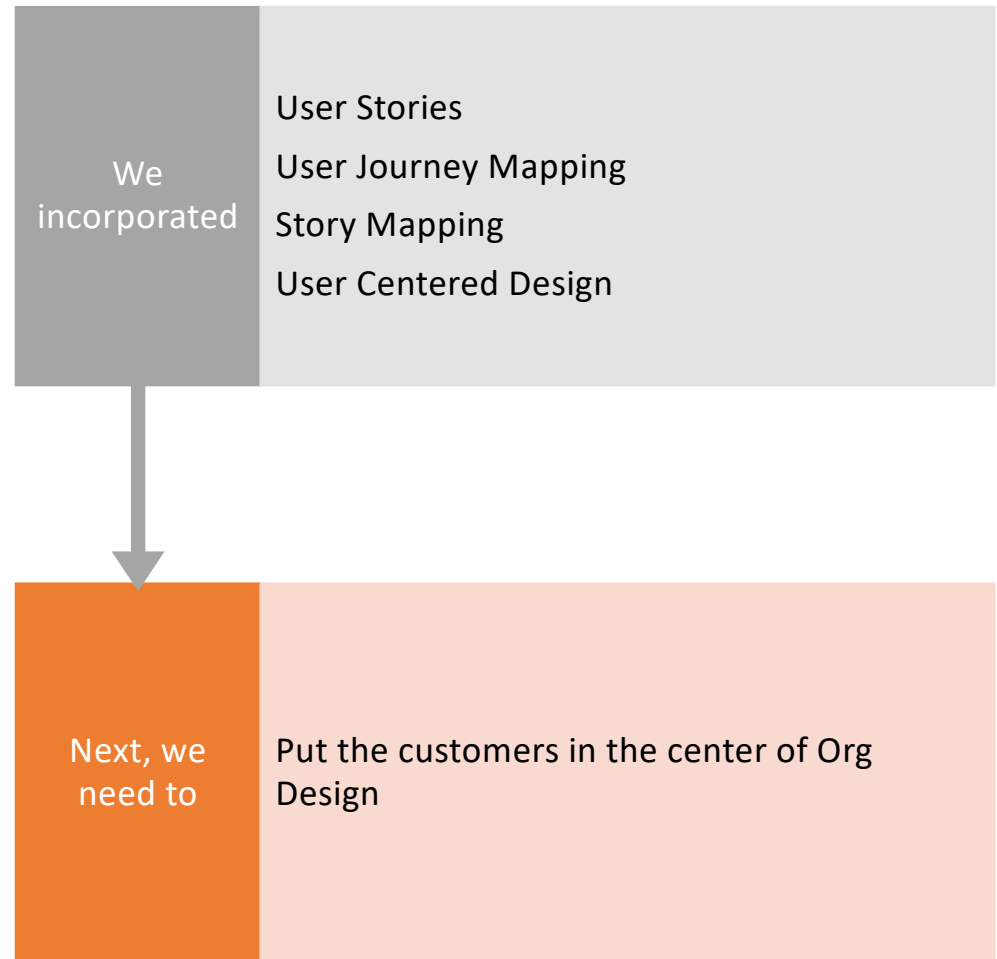 We
incorporated
User Stories
User Journey Mapping
Story Mapping
User Centered Design
Next, we
need to
Put the customers in the center of Org
Design